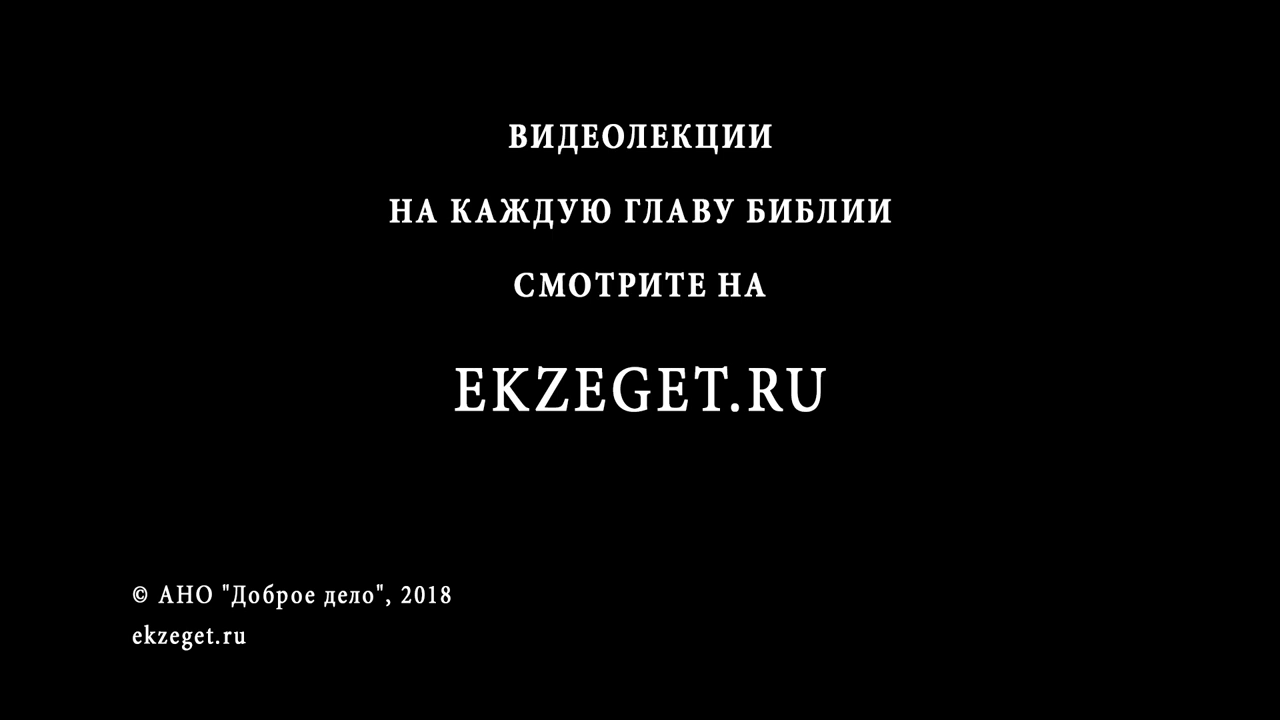 ВИДЕОЛЕКЦИИ
НА КАЖДУЮ ГЛАВУ БИБЛИИ
СМОТРИТЕ НА
EKZEGET.RU
© АНО "Доброе дело", 2018
ekzeget.ru